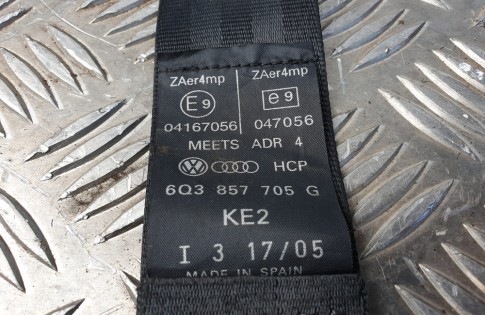 ZAer4mp ZAer4mp
E9 e9
04167056 047056
MEETS ADR 4
HCP
6Q3 857 705 G
KE2
I 3 17/05
MADE IN SPAIN